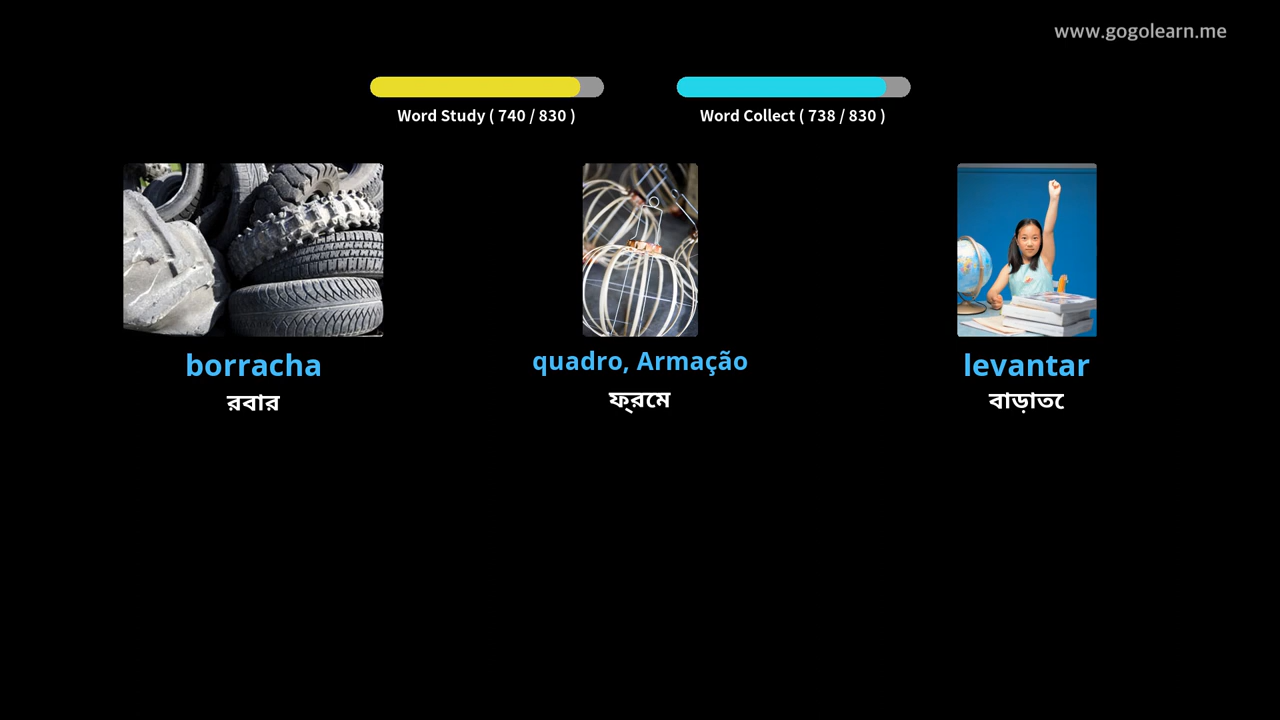 www.gogolearn.me
Word Study ( 740 / 830 )
Word Collect ( 738 / 830 )
borracha
রবার
quadro, Armação
ফ্রেম
levantar
বাড়াতে